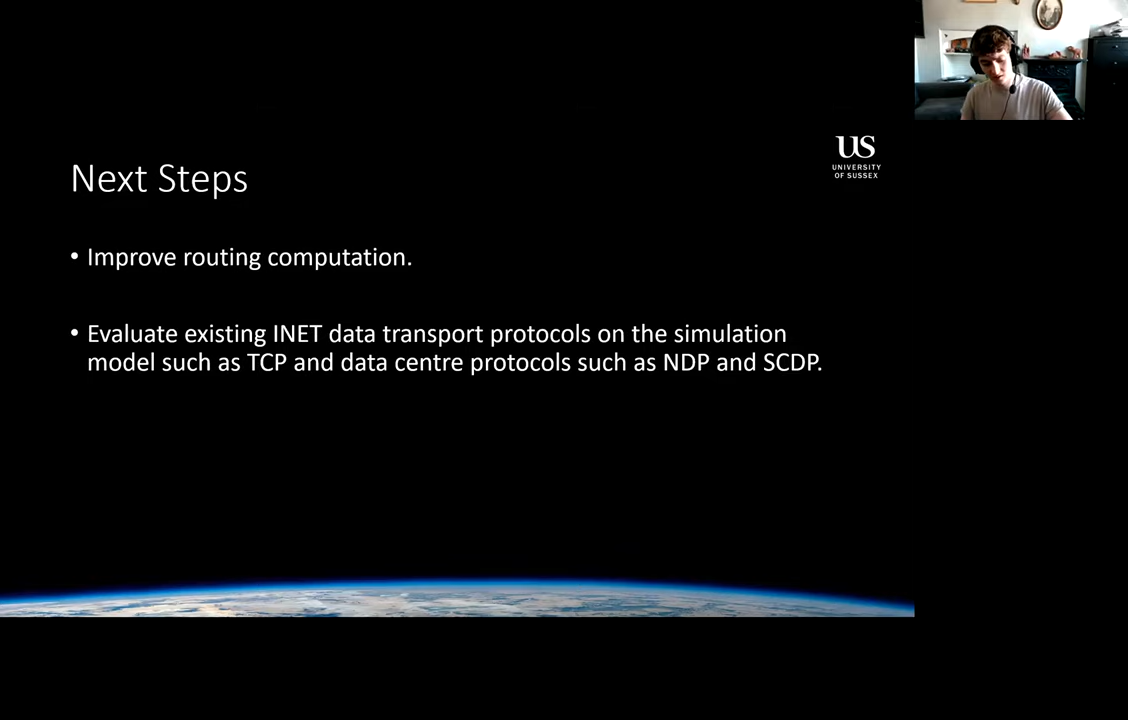 US
UNIVERSITY
OF SUSSEX
Next Steps
• Improve routing computation.
• Evaluate existing INET data transport protocols on the simulation
model such as TCP and data centre protocols such as NDP and SCDP.